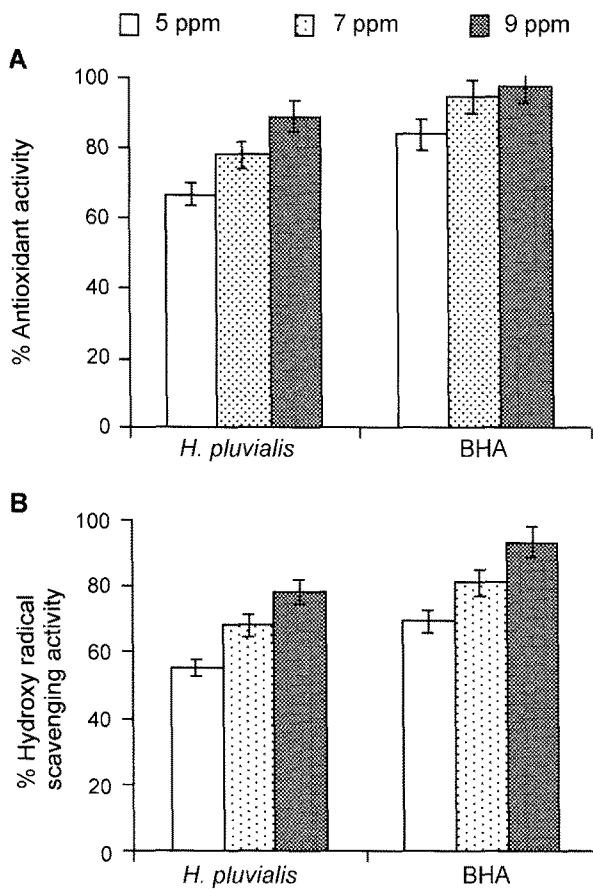 5 ppm 7 ppm 9 ppm
A
% Antioxidant activity
100
80
60
40
20
0
H. pluvialis BHA
B
% Hydroxy radical
scavenging activity
100
80
60
40
20
0
H. pluvialis BHA